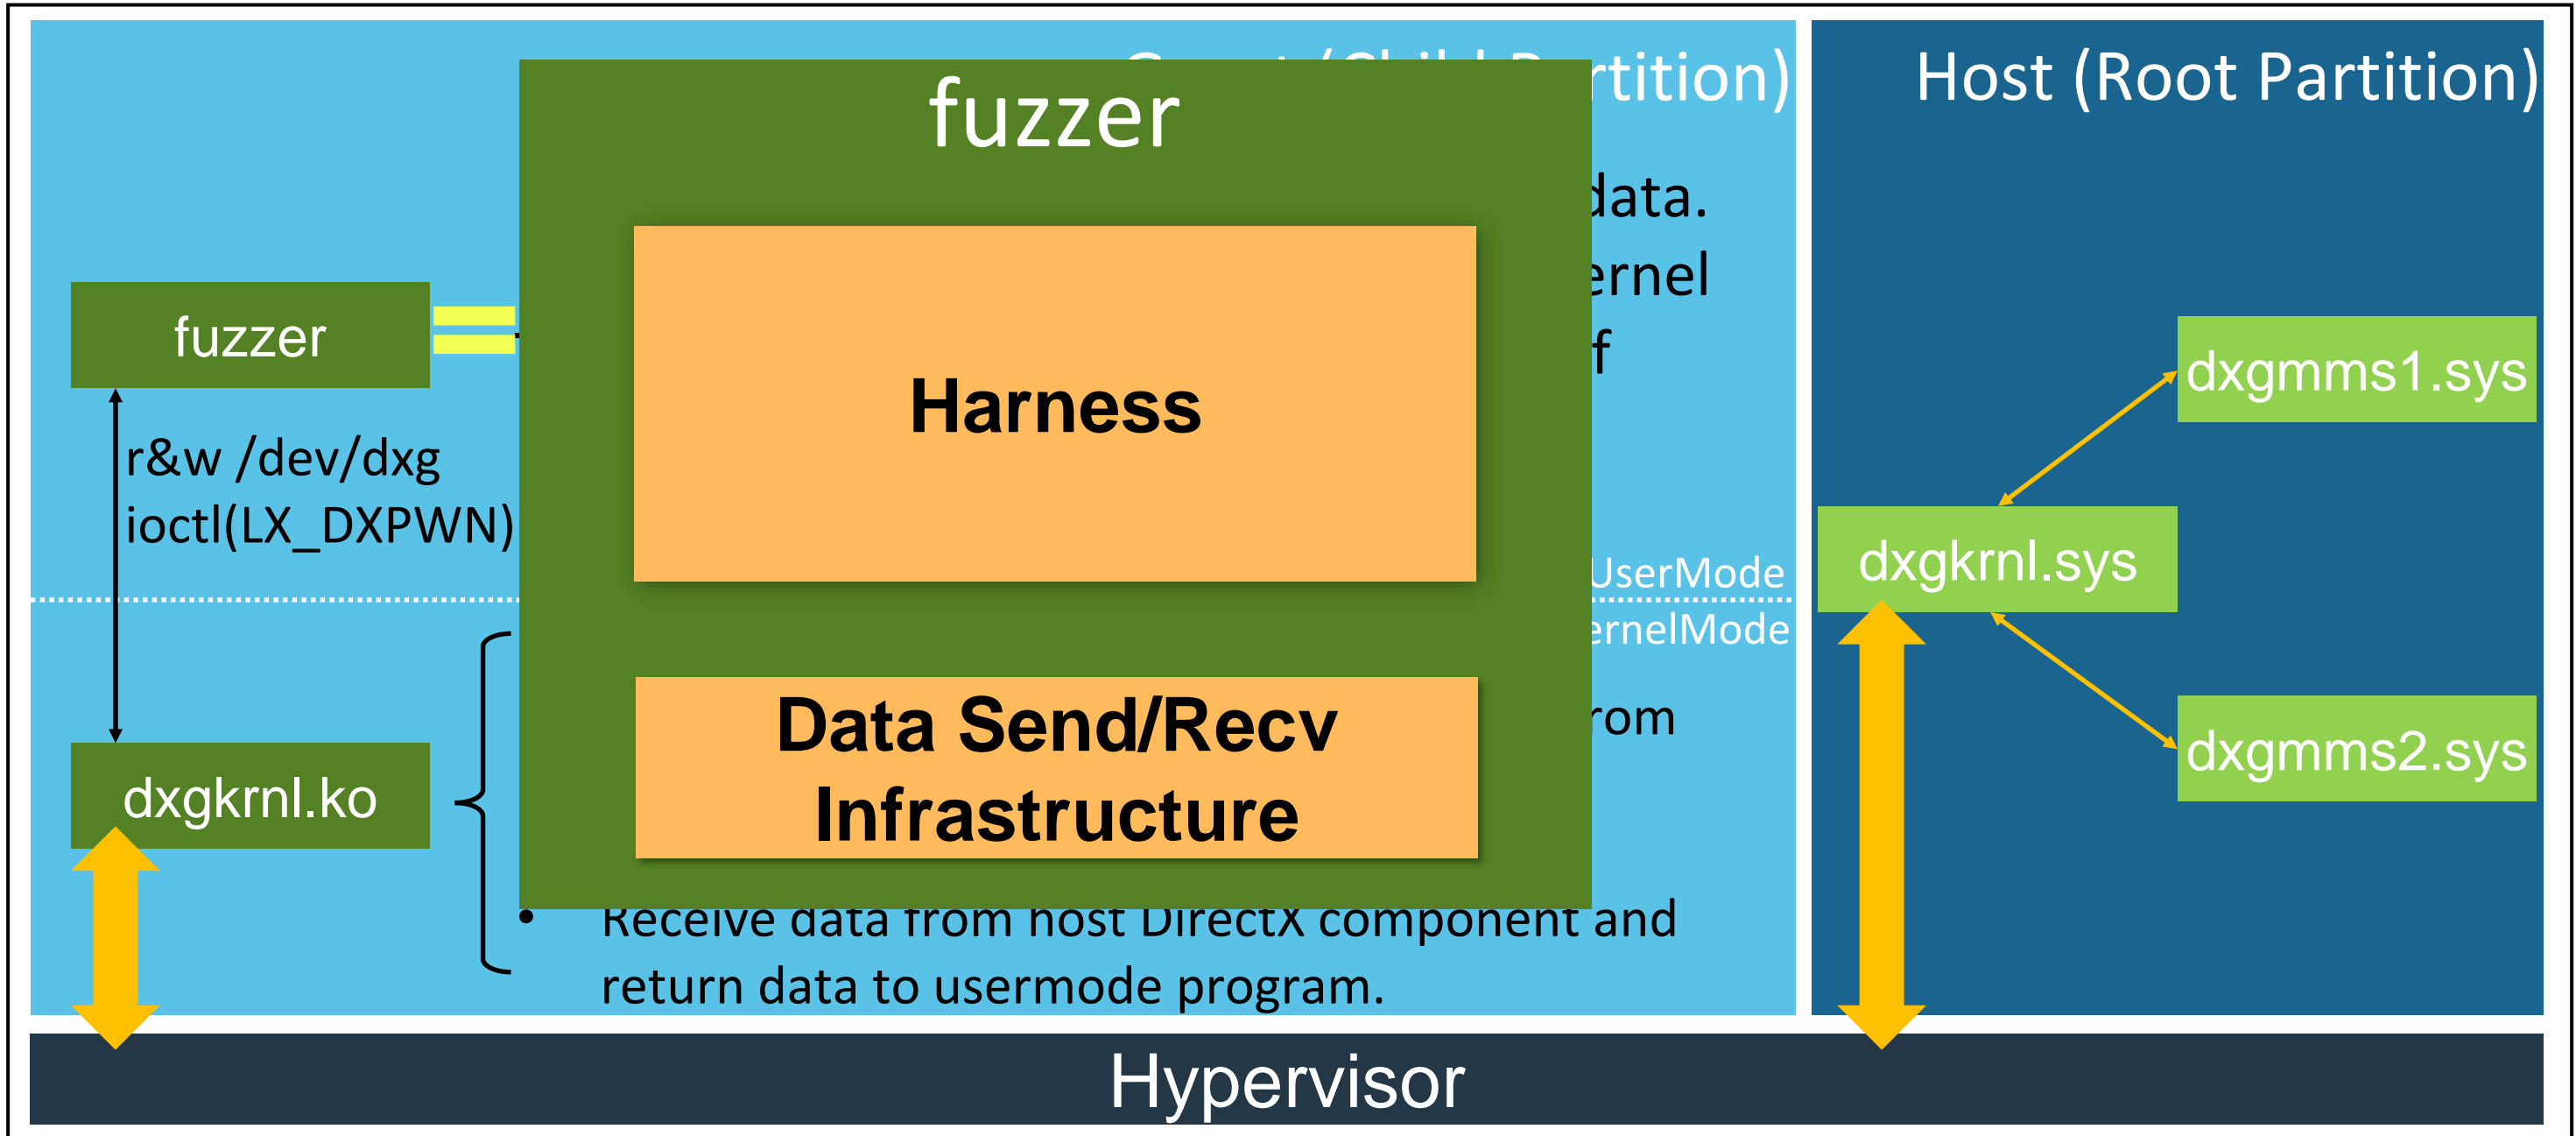 rtition)
Host (Root Partition)
fuzzer
data.
fuzzer
Harness
f
dxgmms1.sys
r&w /dev/dxg
ioctl(LX_DXPWN)
dxgkrnl.sys
UserMode
ernelMode
Data Send/Recv
Infrastructure
rom
dxgkrnl.ko
dxgmms2.sys
• Receive data from host DirectX component and
return data to usermode program.
Hypervisor